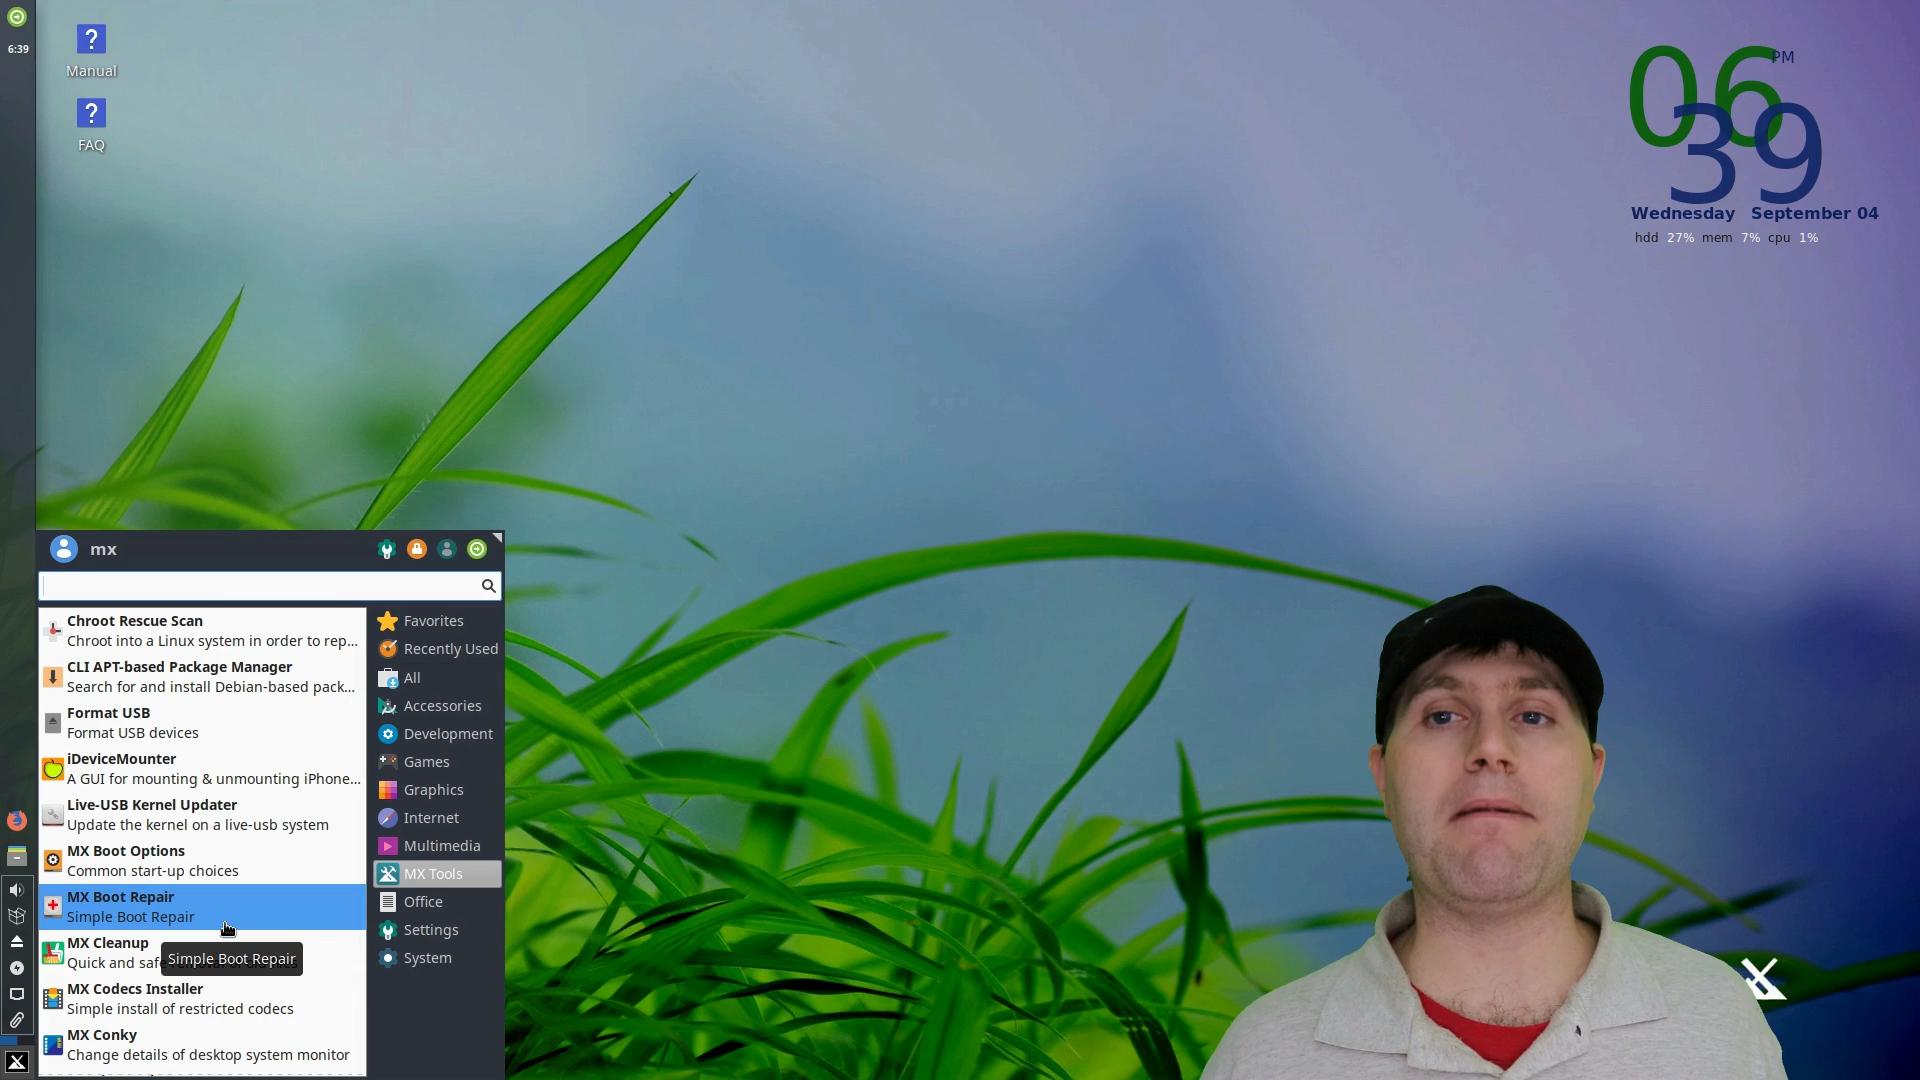 6:39
Manual
FAQ
06
PM
39
Wednesday September 04
hdd 27% mem 7% cpu 1%
mx
Chroot Rescue Scan
Chroot into a Linux system in order to rep...
CLI APT-based Package Manager
Search for and install Debian-based pack...
Format USB
Format USB devices
iDeviceMounter
A GUI for mounting & unmounting iPhone...
Live-USB Kernel Updater
Update the kernel on a live-usb system
MX Boot Options
Common start-up choices
MX Boot Repair
Simple Boot Repair
MX Cleanup
Quick and safe
Simple Boot Repair
MX Codecs Installer
Simple install of restricted codecs
MX Conky
Change details of desktop system monitor
Favorites
Recently Used
All
Accessories
Development
Games
Graphics
Internet
Multimedia
MX Tools
Office
Settings
System